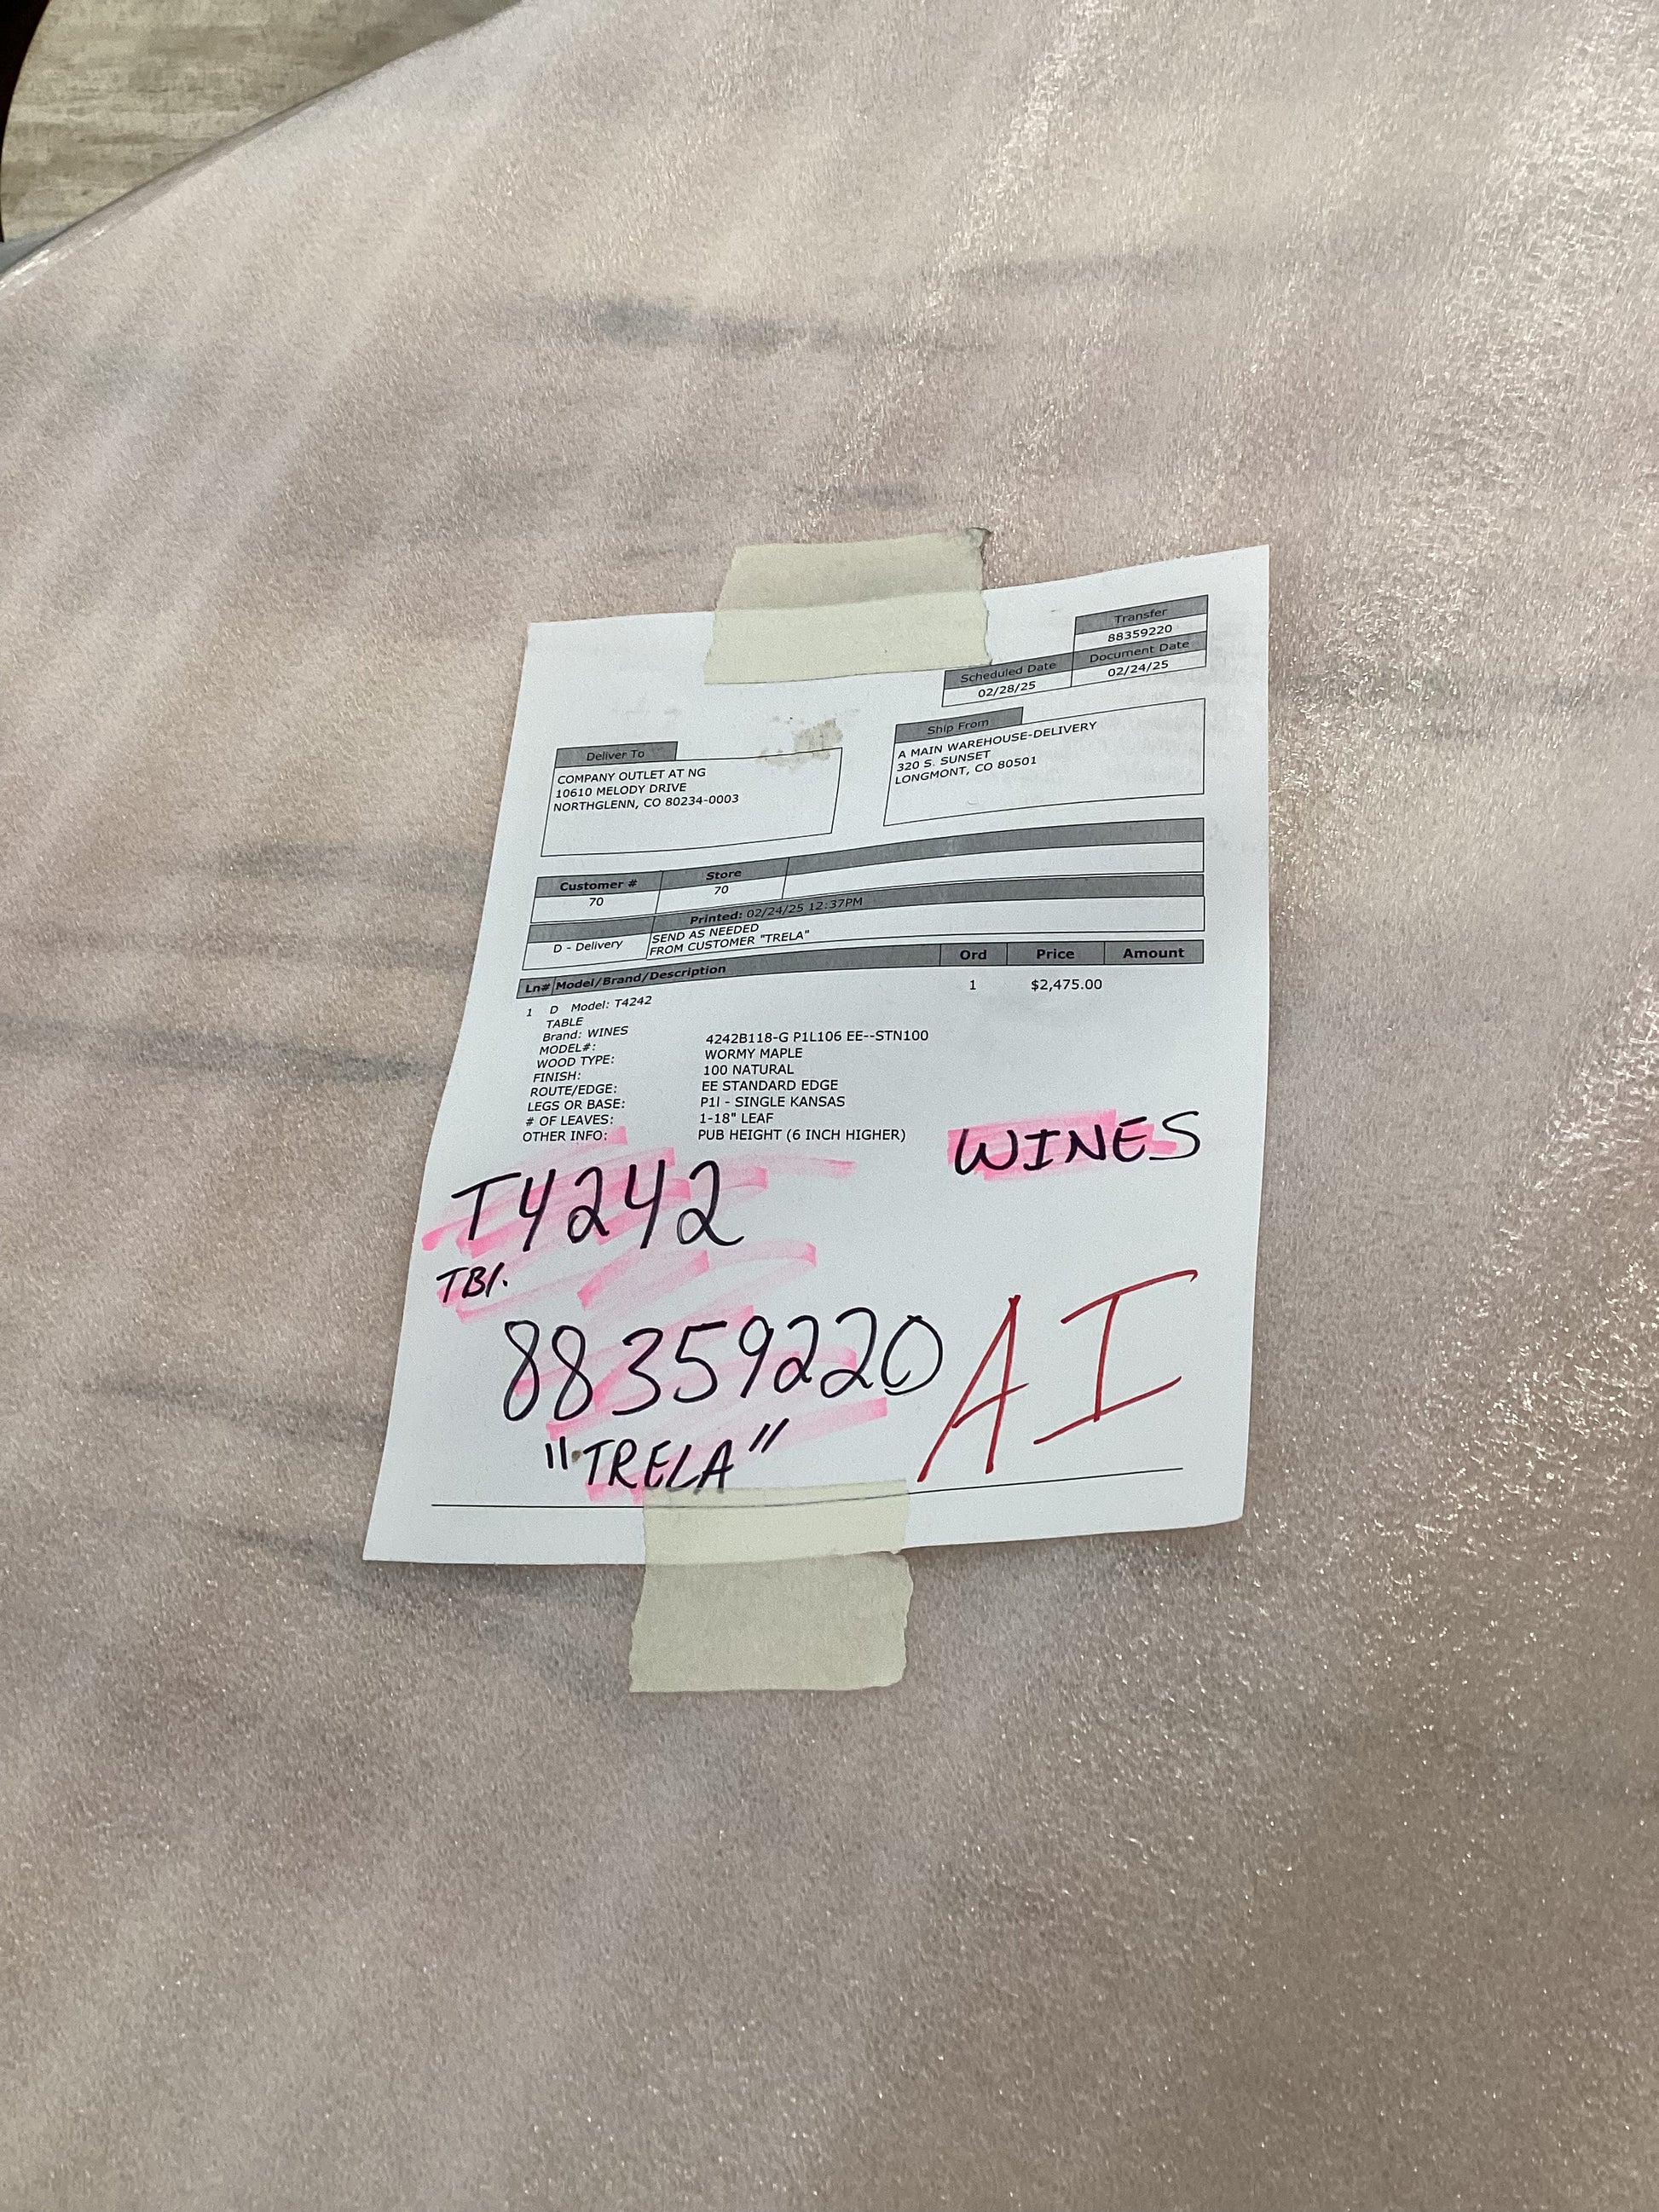 Transfer
88359220
Scheduled Date Document Date
02/28/25 02/24/25
Deliver To
COMPANY OUTLET AT NG
10610 MELODY DRIVE
NORTHGLENN, CO 80234-0003
Ship From
A MAIN WAREHOUSE-DELIVERY
320 S. SUNSET
LONGMONT, CO 80501
Customer # Store
70 70
Printed: 02/24/25 12:37PM
D - Delivery SEND AS NEEDED
FROM CUSTOMER "TRELA"
Ln# Model/Brand/Description Ord Price Amount
1 D Model: T4242 1 $2,475.00
TABLE
Brand: WINES
MODEL#: 4242B118-G P1L106 EE--STN100
WOOD TYPE: WORMY MAPLE
FINISH: 100 NATURAL
ROUTE/EDGE: EE STANDARD EDGE
LEGS OR BASE: P1l - SINGLE KANSAS
# OF LEAVES: 1-18" LEAF
OTHER INFO: PUB HEIGHT (6 INCH HIGHER)
WINES
T4242
TBl.
88359220 AI
"TRELA"